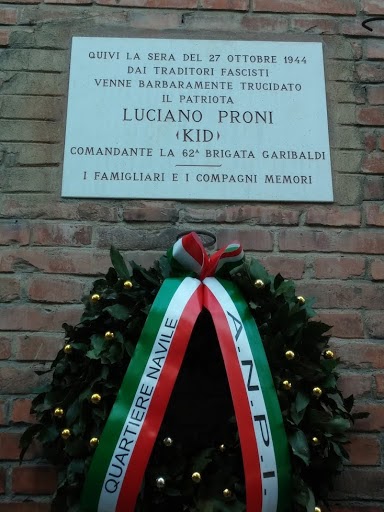 QUIVI LA SERA DEL 27 OTTOBRE 1944
DAI TRADITORI FASCISTI
VENNE BARBARAMENTE TRUCIDATO
IL PATRIOTA
LUCIANO PRONI
(KID)
COMANDANTE LA 62ᴬ BRIGATA GARIBALDI
I FAMIGLIARI E I COMPAGNI MEMORI
QUARTIERE NAVILE
A.N.P.I.